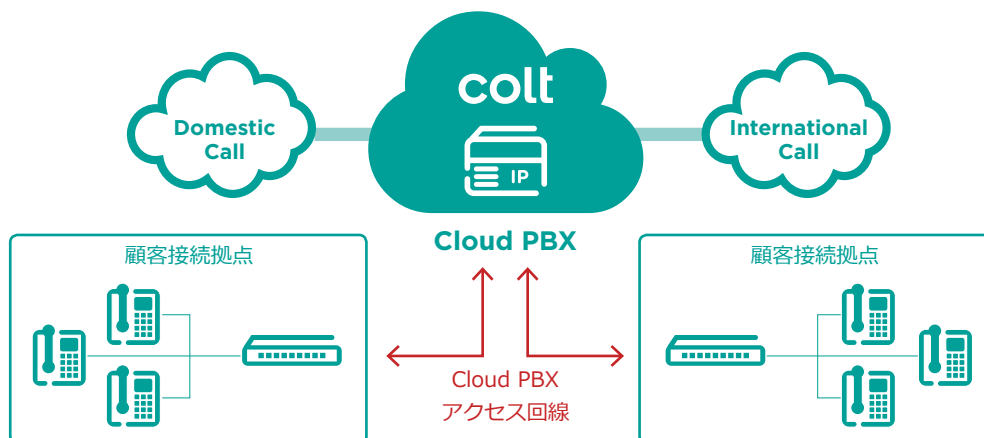 colt
Domestic
Call
International
Call
IP
Cloud PBX
顧客接続拠点
顧客接続拠点
Cloud PBX
アクセス回線